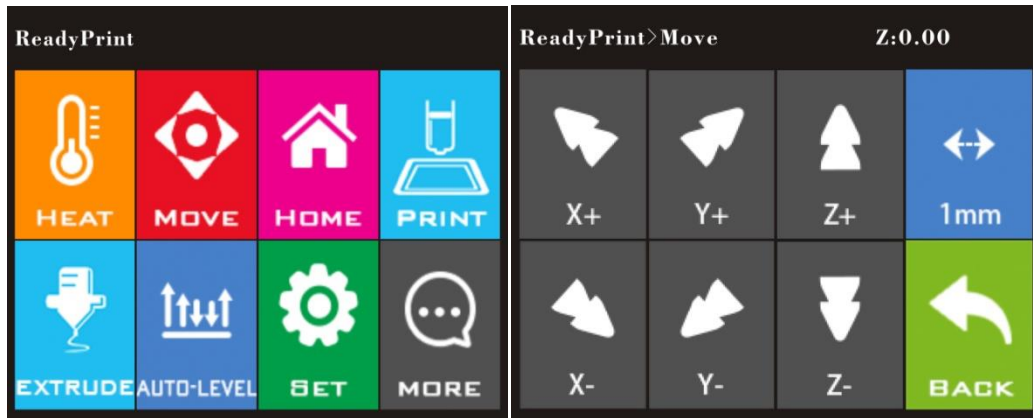 ReadyPrint
HEAT MOVE HOME PRINT
EXTRUDE AUTO-LEVEL SET MORE
ReadyPrint>Move Z:0.00
X+ Y+ Z+ 1mm
X- Y- Z- BACK